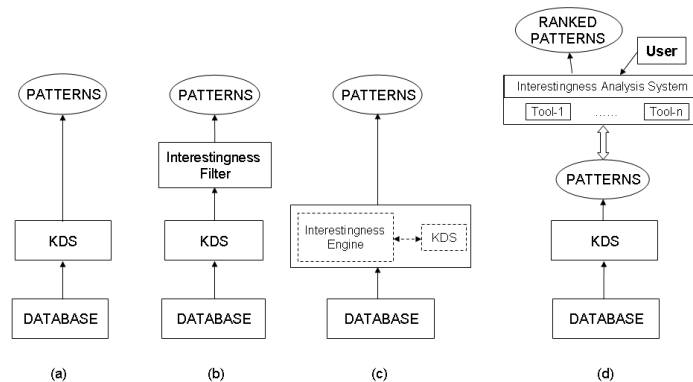 PATTERNS
KDS
DATABASE
(a)
PATTERNS
Interestingness
Filter
KDS
DATABASE
(b)
PATTERNS
Interestingness
Engine
KDS
DATABASE
(c)
RANKED
PATTERNS
User
Interestingness Analysis System
Tool-1 ...... Tool-n
PATTERNS
KDS
DATABASE
(d)